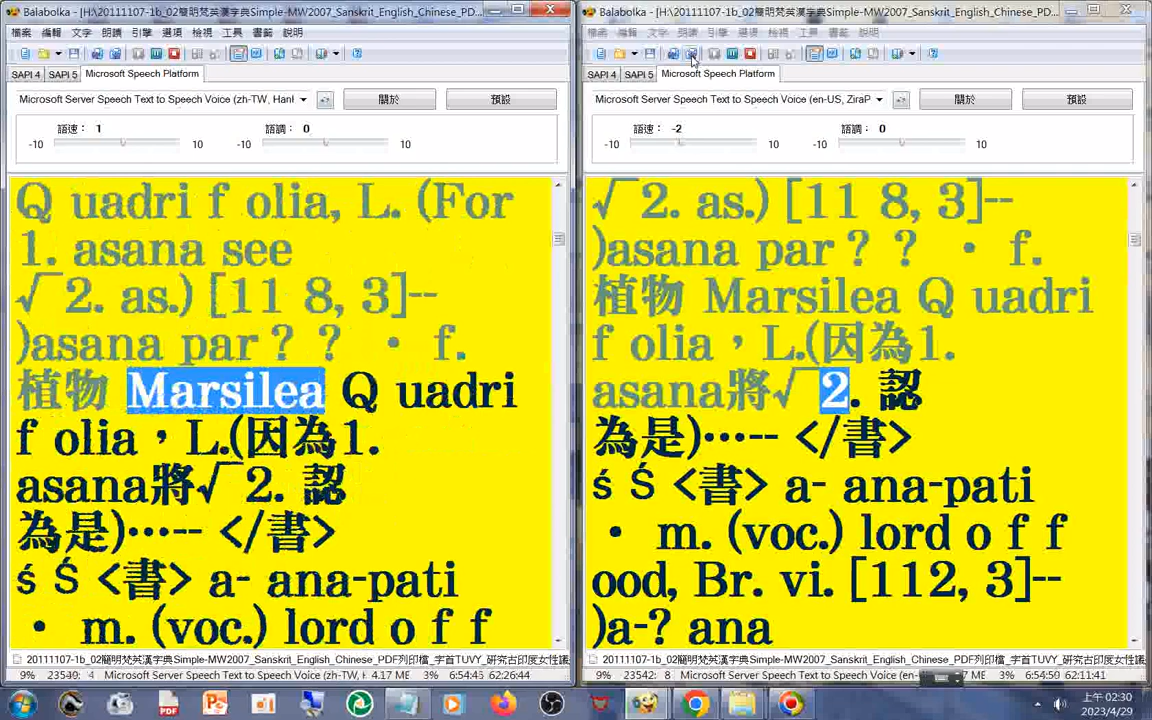 Balabolka - [H:\20111107-1b_02簡明梵英漢字典Simple-MW2007_Sanskrit_English_Chinese_PD...
檔案 編輯 文字 朗讀 引擎 選項 檢視 工具 書籤 說明
SAPI 4 SAPI 5 Microsoft Speech Platform
Microsoft Server Speech Text to Speech Voice (zh-TW, HanH 關於 預設
語速： 1 語調： 0
-10 10 -10 10
Q uadri f olia, L. (For
1. asana see
√ 2. as.) [11 8, 3]--
)asana par？？ ・ f.
植物 Marsilea Q uadri
f olia，L.(因為1.
asana將√ 2. 認
為是)…-- </書>
ś Ś <書> a- ana-pati
・ m. (voc.) lord o f f
20111107-1b_02簡明梵英漢字典Simple-MW2007_Sanskrit_English_Chinese_PDF列印檔_字首TUVY_研究古印度女性議
9% 23549: Microsoft Server Speech Text to Speech Voice (zh-TW, H 4.17 ME 3% 6:54:45 62:26:44
Balabolka - [H:\20111107-1b_02簡明梵英漢字典Simple-MW2007_Sanskrit_English_Chinese_PD...
檔案 編輯 文字 朗讀 引擎 選項 檢視 工具 書籤 說明
SAPI 4 SAPI 5 Microsoft Speech Platform
Microsoft Server Speech Text to Speech Voice (en-US, ZiraP 關於 預設
語速： -2 語調： 0
-10 10 -10 10
√ 2. as.) [11 8, 3]--
)asana par？？ ・ f.
植物 Marsilea Q uadri
f olia，L.(因為1.
asana將√ 2. 認
為是)…-- </書>
ś Ś <書> a- ana-pati
・ m. (voc.) lord o f f
ood, Br. vi. [112, 3]--
)a-? ana
20111107-1b_02簡明梵英漢字典Simple-MW2007_Sanskrit_English_Chinese_PDF列印檔_字首TUVY_研究古印度女性議
9% 23542: 8 Microsoft Server Speech Text to Speech Voice (en- 4.17 MB 3% 6:54:50 62:11:41
PDF
上午 02:30
2023/4/29